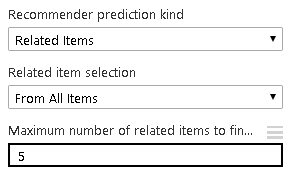 Recommender prediction kind
Related Items
Related item selection
From All Items
Maximum number of related items to fin...
5